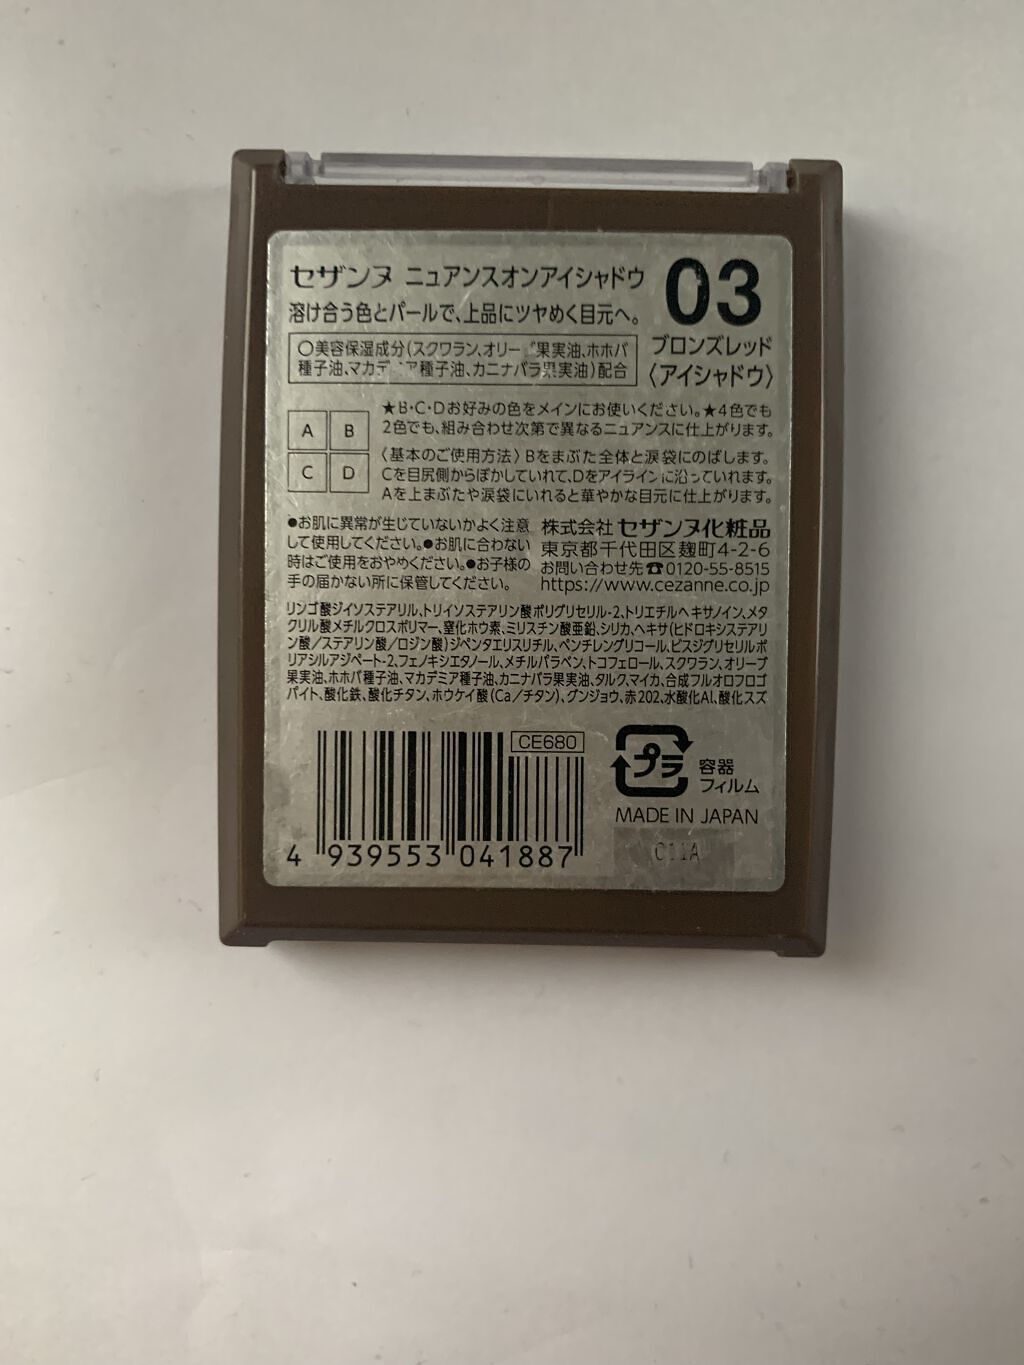 セザンヌ ニュアンスオンアイシャドウ
溶け合う色とパールで、上品にツヤめく目元へ。
03
ブロンズレッド
〈アイシャドウ〉
○美容保湿成分(スクワラン、オリーブ果実油、ホホバ
種子油、マカデミア種子油、カニナバラ果実油)配合
A B
C D
★B・C・Dお好みの色をメインにお使いください。★4色でも
2色でも、組み合わせ次第で異なるニュアンスに仕上がります。
〈基本のご使用方法〉Bをまぶた全体と涙袋にのばします。
Cを目尻側からぼかしていれて、Dをアイラインに沿っていれます。
Aを上まぶたや涙袋にいれると華やかな目元に仕上がります。
●お肌に異常が生じていないかよく注意
して使用してください。●お肌に合わない
時はご使用をおやめください。●お子様の
手の届かない所に保管してください。
株式会社 セザンヌ化粧品
東京都千代田区麹町4-2-6
お問い合わせ先☎0120-55-8515
https://www.cezanne.co.jp
リンゴ酸ジイソステアリル、トリイソステアリン酸ポリグリセリル-2、トリエチルヘキサノイン、メタ
クリル酸メチルクロスポリマー、窒化ホウ素、ミリスチン酸亜鉛、シリカ、ヘキサ(ヒドロキシステアリ
ン酸/ステアリン酸/ロジン酸)ジペンタエリスリチル、ペンチレングリコール、ビスジグリセリルポ
リアシルアジペート-2、フェノキシエタノール、メチルパラベン、トコフェロール、スクワラン、オリーブ
果実油、ホホバ種子油、マカデミア種子油、カニナバラ果実油、タルク、マイカ、合成フルオロフロゴ
パイト、酸化鉄、酸化チタン、ホウケイ酸(Ca/チタン)、グンジョウ、赤202、水酸化Al、酸化スズ
CE680
4 939553 041887
プラ
容器
フィルム
MADE IN JAPAN
C11A